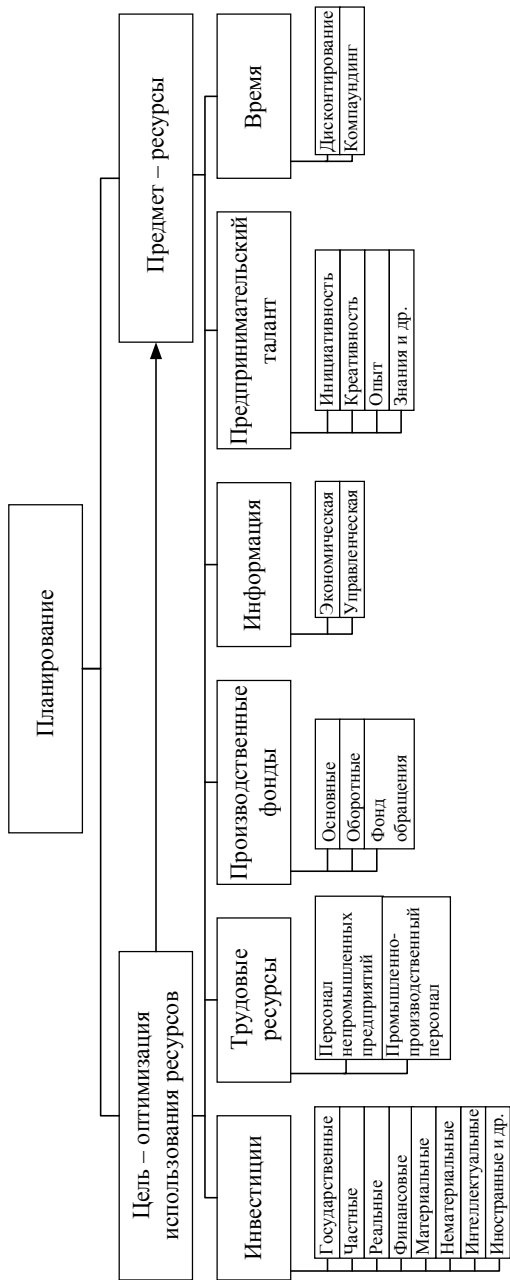 Планирование
Цель – оптимизация
использования ресурсов
Предмет – ресурсы
Инвестиции
Государственные
Частные
Реальные
Финансовые
Материальные
Нематериальные
Интеллектуальные
Иностранные и др.
Трудовые
ресурсы
Персонал
непромышленных
предприятий
Промышленно-
производственный
персонал
Производственные
фонды
Основные
Оборотные
Фонд
обращения
Информация
Экономическая
Управленческая
Предпринимательский
талант
Инициативность
Креативность
Опыт
Знания и др.
Время
Дисконтирование
Компаундинг